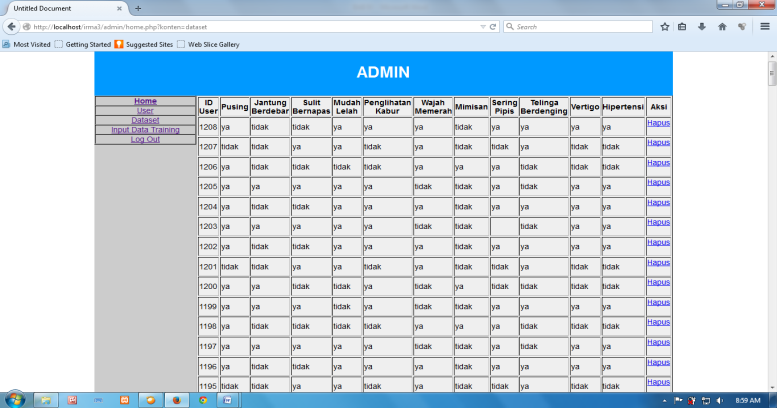 Untitled Document
http://localhost/irma3/admin/home.php?konten=dataset
Search
Most Visited Getting Started Suggested Sites Web Slice Gallery
ADMIN
Home
User
Dataset
Input Data Training
Log Out
ID User Pusing Jantung Berdebar Sulit Bernapas Mudah Lelah Penglihatan Kabur Wajah Memerah Mimisan Sering Pipis Telinga Berdenging Vertigo Hipertensi Aksi
1208 ya tidak tidak ya ya ya tidak ya ya ya ya Hapus
1207 tidak tidak ya ya tidak ya tidak tidak ya tidak tidak Hapus
1206 ya tidak tidak tidak tidak ya ya ya tidak tidak tidak Hapus
1205 ya ya ya ya ya tidak tidak ya tidak ya ya Hapus
1204 ya tidak tidak ya ya ya tidak ya ya tidak tidak Hapus
1203 ya ya ya ya ya tidak tidak tidak ya ya Hapus
1202 ya tidak tidak ya ya ya tidak ya ya ya ya Hapus
1201 tidak tidak ya ya tidak ya tidak tidak ya tidak tidak Hapus
1200 ya ya tidak ya ya ya ya tidak tidak tidak tidak Hapus
1199 ya ya ya tidak ya tidak tidak ya ya ya ya Hapus
1198 ya tidak tidak tidak tidak ya ya ya tidak tidak tidak Hapus
1197 ya ya ya ya ya tidak tidak ya tidak ya ya Hapus
1196 ya tidak tidak ya ya ya tidak ya ya ya ya Hapus
1195 tidak tidak ya ya tidak ya tidak tidak ya tidak tidak Hapus
8:59 AM